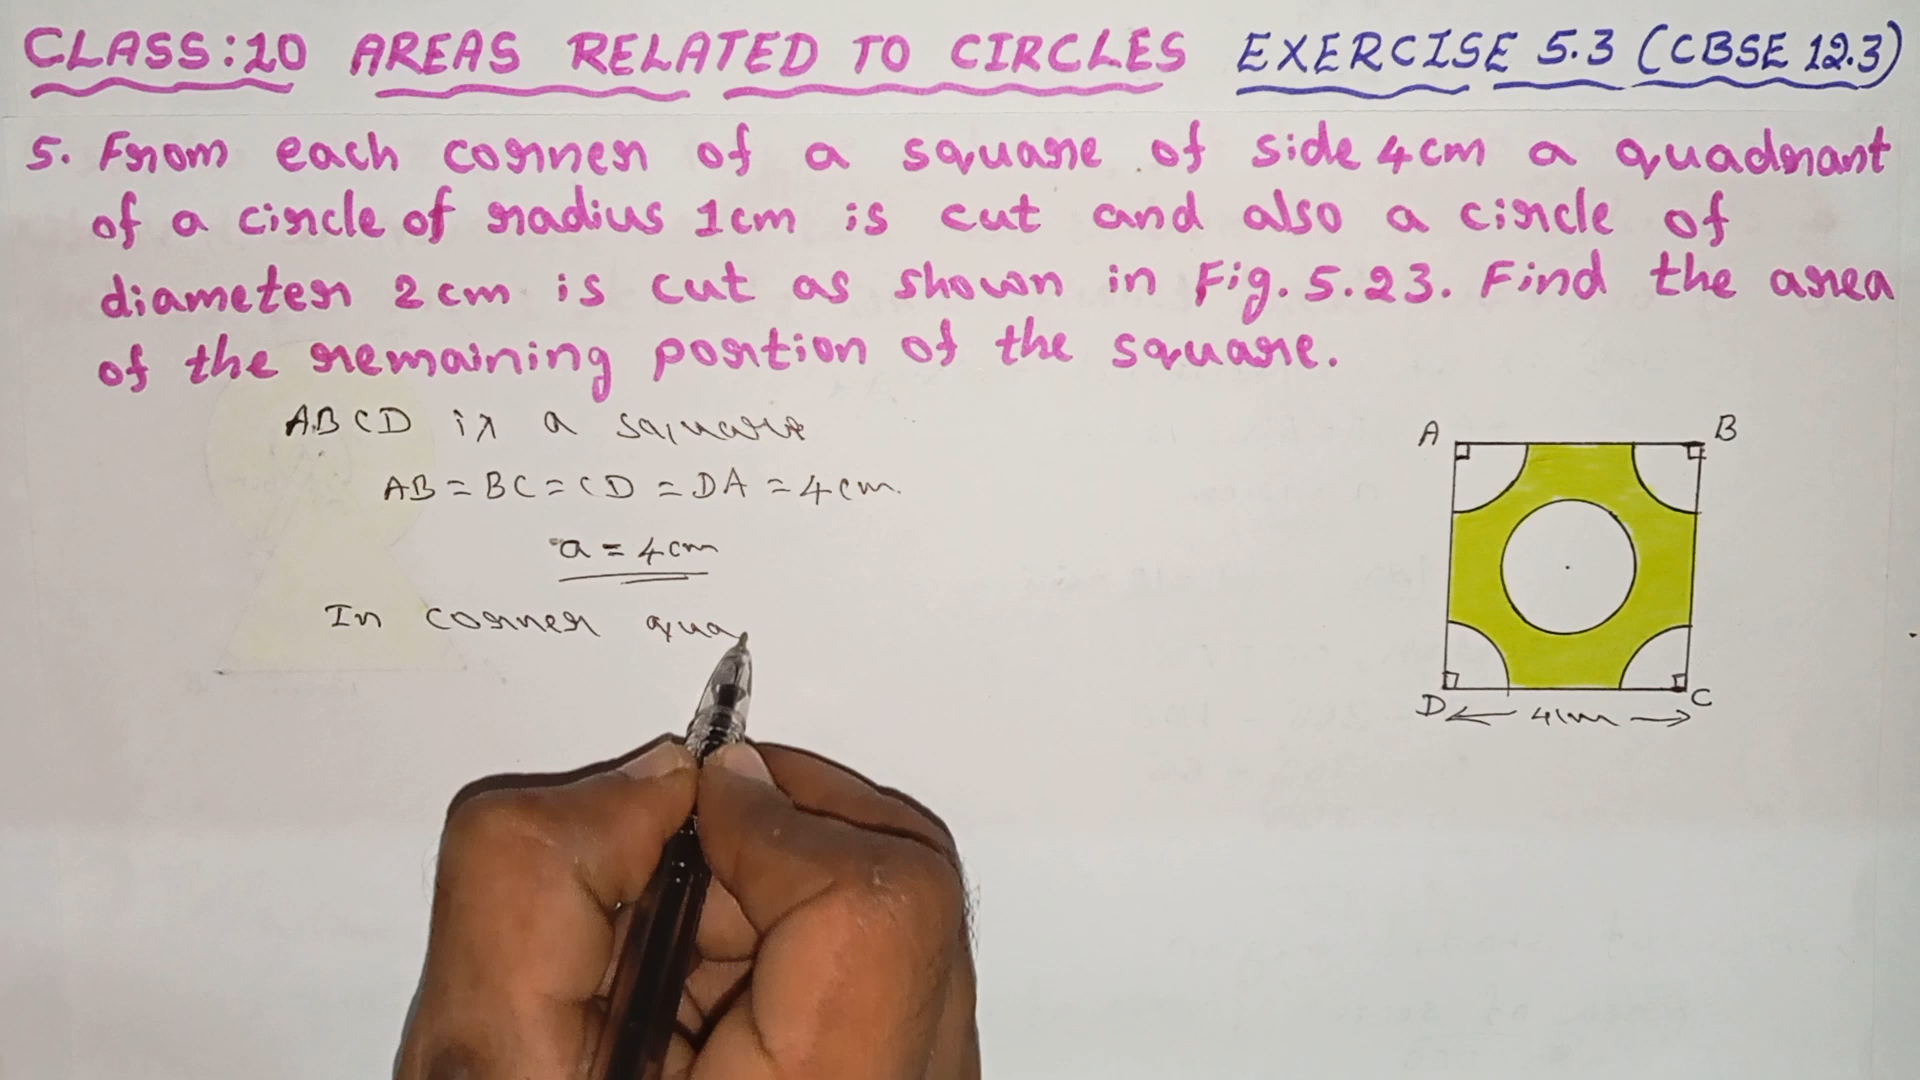 CLASS:10 AREAS RELATED TO CIRCLES EXERCISE 5.3 (CBSE 12.3)
5. From each corner of a square of side 4cm a quadrant
of a circle of radius 1cm is cut and also a circle of
diameter 2cm is cut as shown in Fig.5.23. Find the area
of the remaining portion of the square.
ABCD is a square
AB = BC = CD = DA = 4cm.
a = 4cm
In corner qua
A
B
D
C
4cm